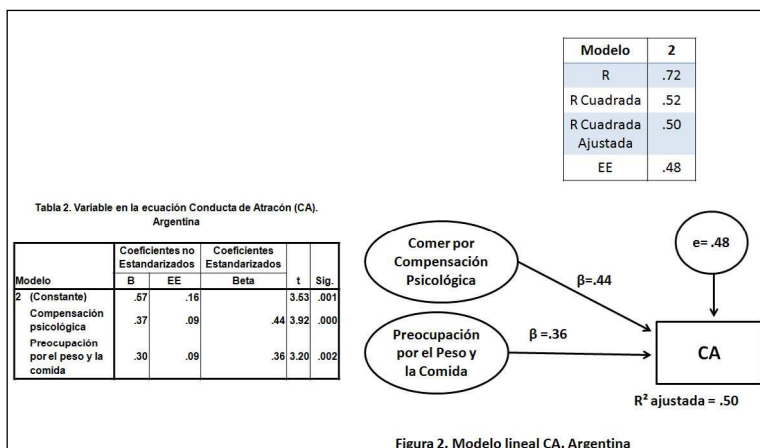 Modelo 2
R .72
R Cuadrada .52
R Cuadrada .50
Ajustada
EE .48
Tabla 2. Variable en la ecuación Conducta de Atracón (CA).
Argentina
Coeficientes no Coeficientes
Estandarizados Estandarizados
Modelo B EE Beta t Sig.
2 (Constante) .57 .16 3.53 .001
Compensación .37 .09 .44 3.92 .000
psicológica
Preocupación
por el peso y la .30 .09 .36 3.20 .002
comida
Comer por
Compensación
Psicológica
β=.44
e= .48
Preocupación
por el Peso y
la Comida
β =.36
CA
R² ajustada = .50
Figura 2. Modelo lineal CA. Argentina